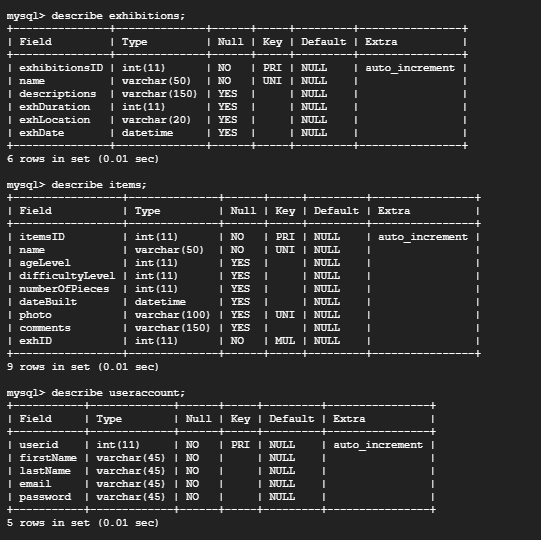 mysql> describe exhibitions;
+---------------+--------------+------+-----+---------+----------------+
| Field         | Type         | Null | Key | Default | Extra          |
+---------------+--------------+------+-----+---------+----------------+
| exhibitionsID | int(11)      | NO   | PRI | NULL    | auto_increment |
| name          | varchar(50)  | NO   | UNI | NULL    |                |
| descriptions  | varchar(150) | YES  |     | NULL    |                |
| exhDuration   | int(11)      | YES  |     | NULL    |                |
| exhLocation   | varchar(20)  | YES  |     | NULL    |                |
| exhDate       | datetime     | YES  |     | NULL    |                |
+---------------+--------------+------+-----+---------+----------------+
6 rows in set (0.01 sec)
mysql> describe items;
+-----------------+--------------+------+-----+---------+----------------+
| Field           | Type         | Null | Key | Default | Extra          |
+-----------------+--------------+------+-----+---------+----------------+
| itemsID         | int(11)      | NO   | PRI | NULL    | auto_increment |
| name            | varchar(50)  | NO   | UNI | NULL    |                |
| ageLevel        | int(11)      | YES  |     | NULL    |                |
| difficultyLevel | int(11)      | YES  |     | NULL    |                |
| numberOfPieces  | int(11)      | YES  |     | NULL    |                |
| dateBuilt       | datetime     | YES  |     | NULL    |                |
| photo           | varchar(100) | YES  | UNI | NULL    |                |
| comments        | varchar(150) | YES  |     | NULL    |                |
| exhID           | int(11)      | NO   | MUL | NULL    |                |
+-----------------+--------------+------+-----+---------+----------------+
9 rows in set (0.01 sec)
mysql> describe useraccount;
+-----------+-------------+------+-----+---------+----------------+
| Field     | Type        | Null | Key | Default | Extra          |
+-----------+-------------+------+-----+---------+----------------+
| userid    | int(11)     | NO   | PRI | NULL    | auto_increment |
| firstName | varchar(45) | NO   |     | NULL    |                |
| lastName  | varchar(45) | NO   |     | NULL    |                |
| email     | varchar(45) | NO   |     | NULL    |                |
| password  | varchar(45) | NO   |     | NULL    |                |
+-----------+-------------+------+-----+---------+----------------+
5 rows in set (0.01 sec)